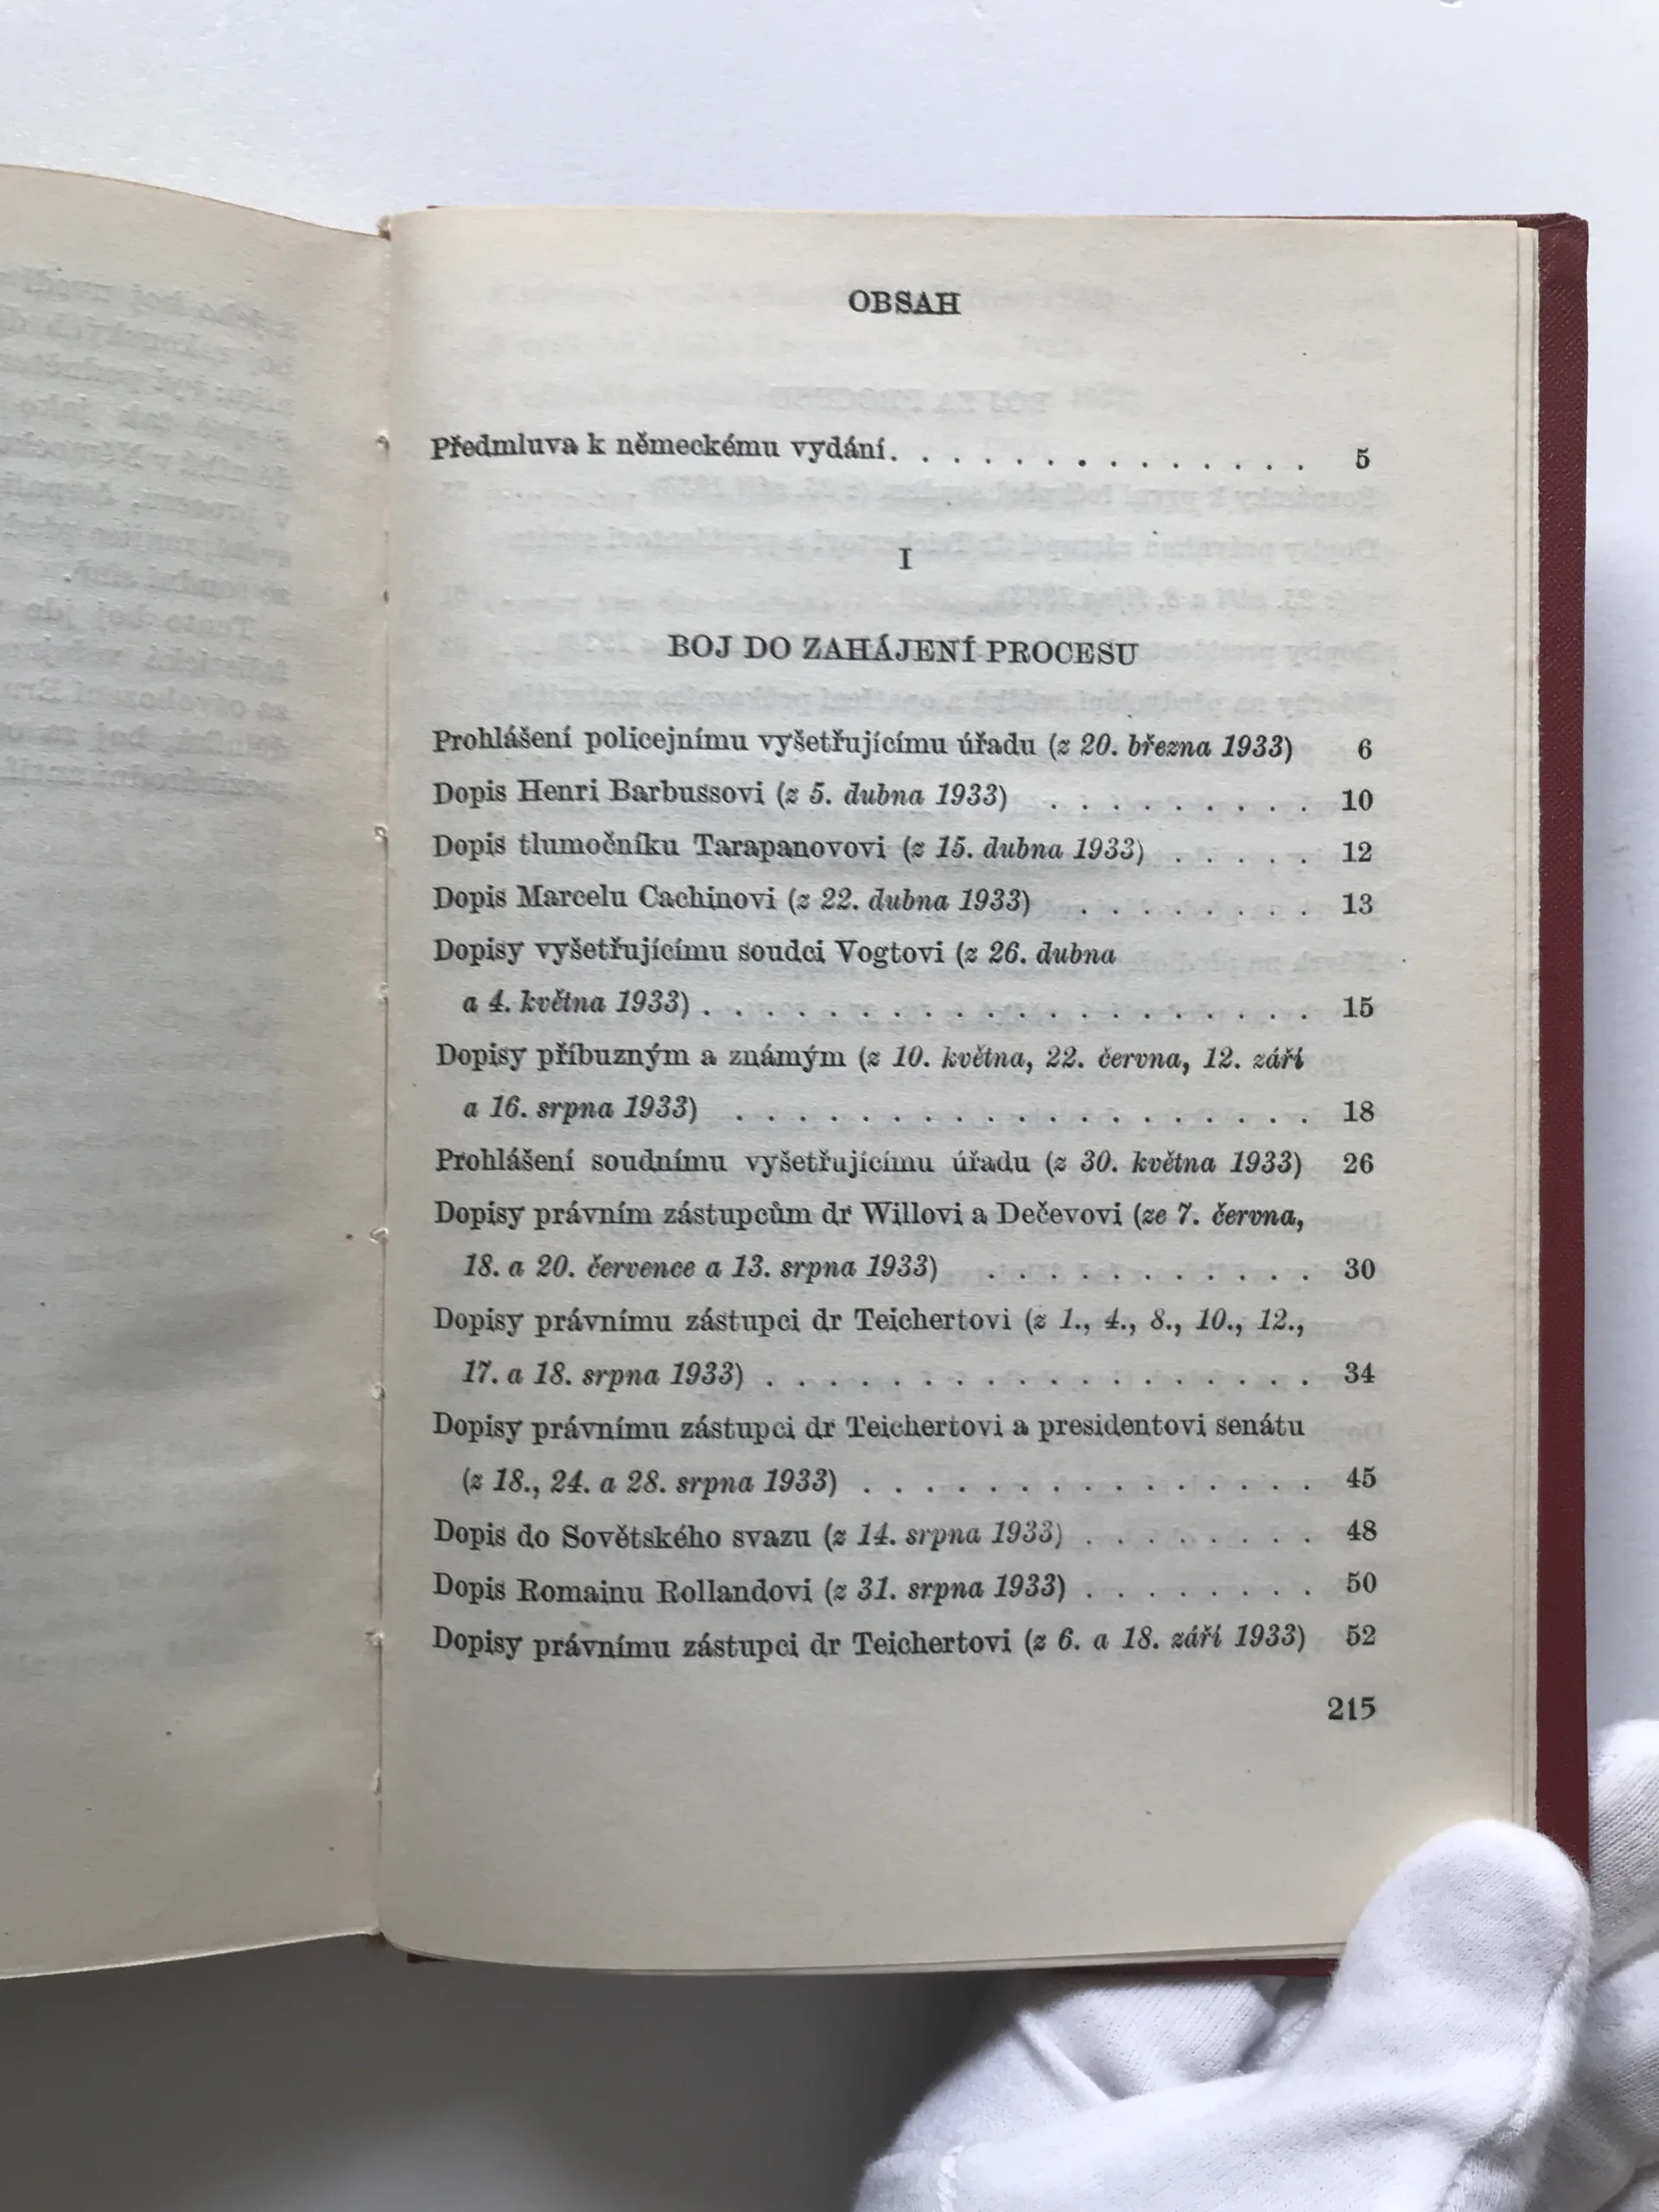 OBSAH
Předmluva k německému vydání. . . . . . . . . . . . . . 5
I
BOJ DO ZAHÁJENÍ PROCESU
Prohlášení policejnímu vyšetřujícímu úřadu (z 20. března 1933) 6
Dopis Henri Barbussovi (z 5. dubna 1933) . . . . . . . . . 10
Dopis tlumočníku Tarapanovovi (z 15. dubna 1933) . . . . . 12
Dopis Marcelu Cachinovi (z 22. dubna 1933) . . . . . . . . 13
Dopisy vyšetřujícímu soudci Vogtovi (z 26. dubna
a 4. května 1933) . . . . . . . . . . . . . . . . . . . . 15
Dopisy příbuzným a známým (z 10. května, 22. června, 12. září
a 16. srpna 1933) . . . . . . . . . . . . . . . . . . . 18
Prohlášení soudnímu vyšetřujícímu úřadu (z 30. května 1933) 26
Dopisy právním zástupcům dr Willovi a Dečevovi (ze 7. června,
18. a 20. července a 13. srpna 1933) . . . . . . . . . . . 30
Dopisy právnímu zástupci dr Teichertovi (z 1., 4., 8., 10., 12.,
17. a 18. srpna 1933) . . . . . . . . . . . . . . . . . . 34
Dopisy právnímu zástupci dr Teichertovi a presidentovi senátu
(z 18., 24. a 28. srpna 1933) . . . . . . . . . . . . . . . 45
Dopis do Sovětského svazu (z 14. srpna 1933) . . . . . . . . 48
Dopis Romainu Rollandovi (z 31. srpna 1933) . . . . . . . . 50
Dopisy právnímu zástupci dr Teichertovi (z 6. a 18. září 1933) 52
215